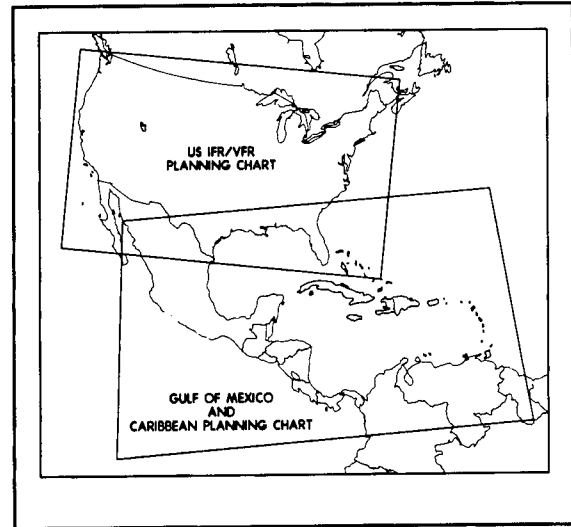 US IFR/VFR
PLANNING CHART
GULF OF MEXICO
AND
CARIBBEAN PLANNING CHART